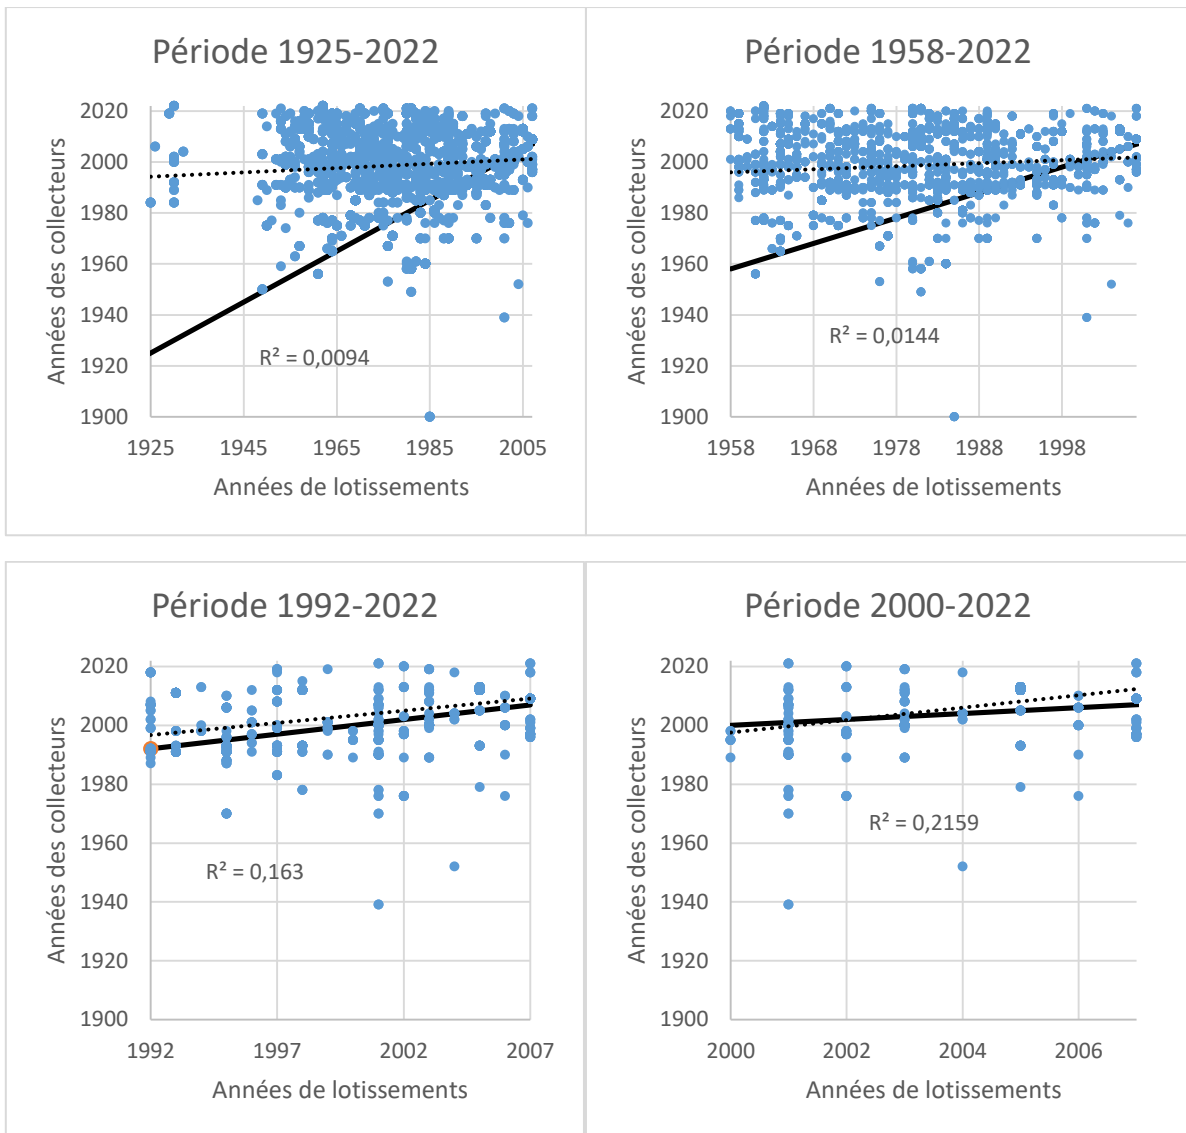 Période 1925-2022
Années des collecteurs
2020
2000
1980
1960
1940
1920
1900
R² = 0,0094
1925
1945
1965
1985
2005
Années de lotissements
Période 1958-2022
Années des collecteurs
2020
2000
1980
1960
1940
1920
1900
R² = 0,0144
1958
1968
1978
1988
1998
Années de lotissements
Période 1992-2022
Années des collecteurs
2020
2000
1980
1960
1940
1920
1900
R² = 0,163
1992
1997
2002
2007
Années de lotissements
Période 2000-2022
Années des collecteurs
2020
2000
1980
1960
1940
1920
1900
R² = 0,2159
2000
2002
2004
2006
Années de lotissements